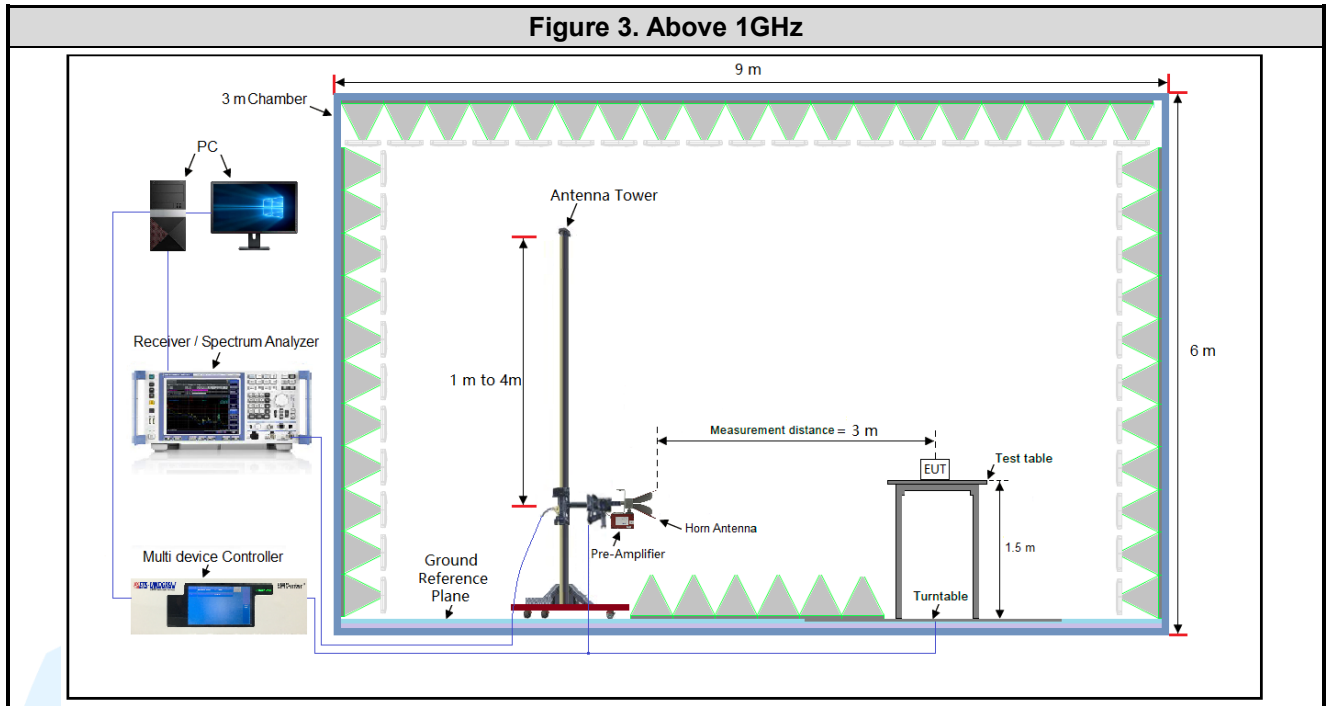 Figure 3. Above 1GHz
9 m
3 m Chamber
PC
Antenna Tower
Receiver / Spectrum Analyzer
6 m
1 m to 4m
Measurement distance = 3 m
EUT
Test table
Horn Antenna
Pre-Amplifier
1.5 m
Multi device Controller
Ground
Reference
Plane
Turntable